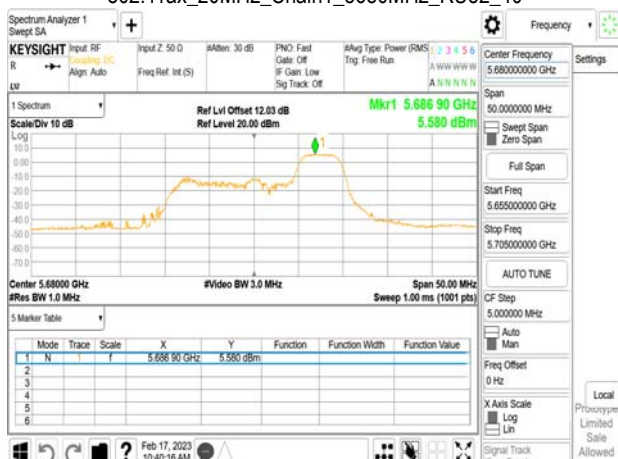 Spectrum Analyzer 1
Swept SA
Frequency
KEYSIGHT
R
LV
Input: RF
Coupling: DC
Align: Auto
Input Z: 50 Ω
Freq Ref: Int (S)
#Atten: 30 dB
PNO: Fast
Gate: Off
IF Gain: Low
Sig Track: Off
#Avg Type: Power (RMS
Trig: Free Run
1 2 3 4 5 6
A W W W W W
A N N N N N
1 Spectrum
Scale/Div 10 dB
Ref Lvl Offset 12.03 dB
Ref Level 20.00 dBm
Mkr1 5.686 90 GHz
5.580 dBm
Log
10.0
0.00
-10.0
-20.0
-30.0
-40.0
-50.0
-60.0
-70.0
1
Center 5.68000 GHz
#Res BW 1.0 MHz
#Video BW 3.0 MHz
Span 50.00 MHz
Sweep 1.00 ms (1001 pts)
5 Marker Table
Mode Trace Scale X Y Function Function Width Function Value
1 N 1 f 5.686 90 GHz 5.580 dBm
2
3
4
5
6
Feb 17, 2023
10:40:16 AM
Center Frequency
5.680000000 GHz
Span
50.0000000 MHz
Swept Span
Zero Span
Full Span
Start Freq
5.655000000 GHz
Stop Freq
5.705000000 GHz
AUTO TUNE
CF Step
5.000000 MHz
Auto
Man
Freq Offset
0 Hz
X Axis Scale
Log
Lin
Signal Track
Settings
Local
Prototype
Limited
Sale
Allowed